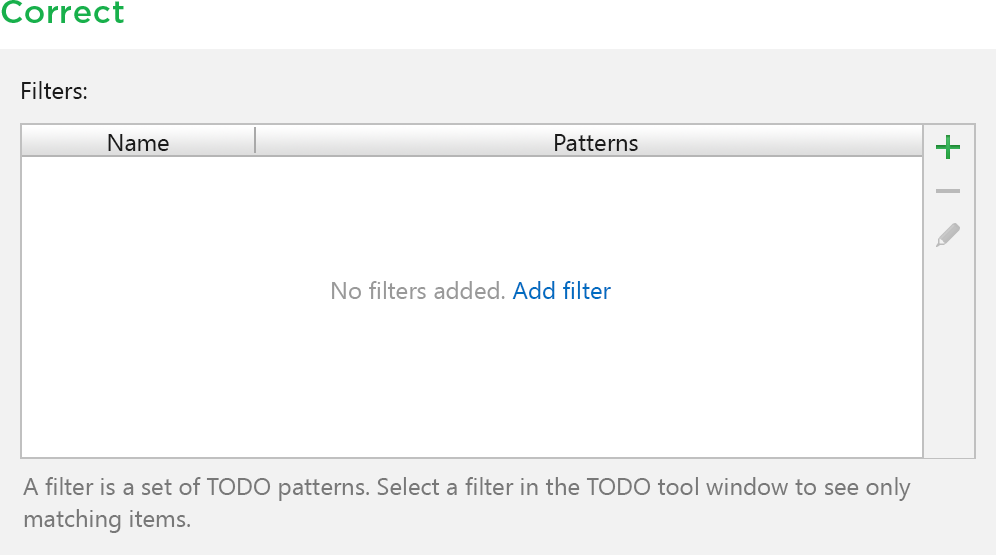 Correct
Filters:
Name Patterns
No filters added. Add filter
A filter is a set of TODO patterns. Select a filter in the TODO tool window to see only
matching items.